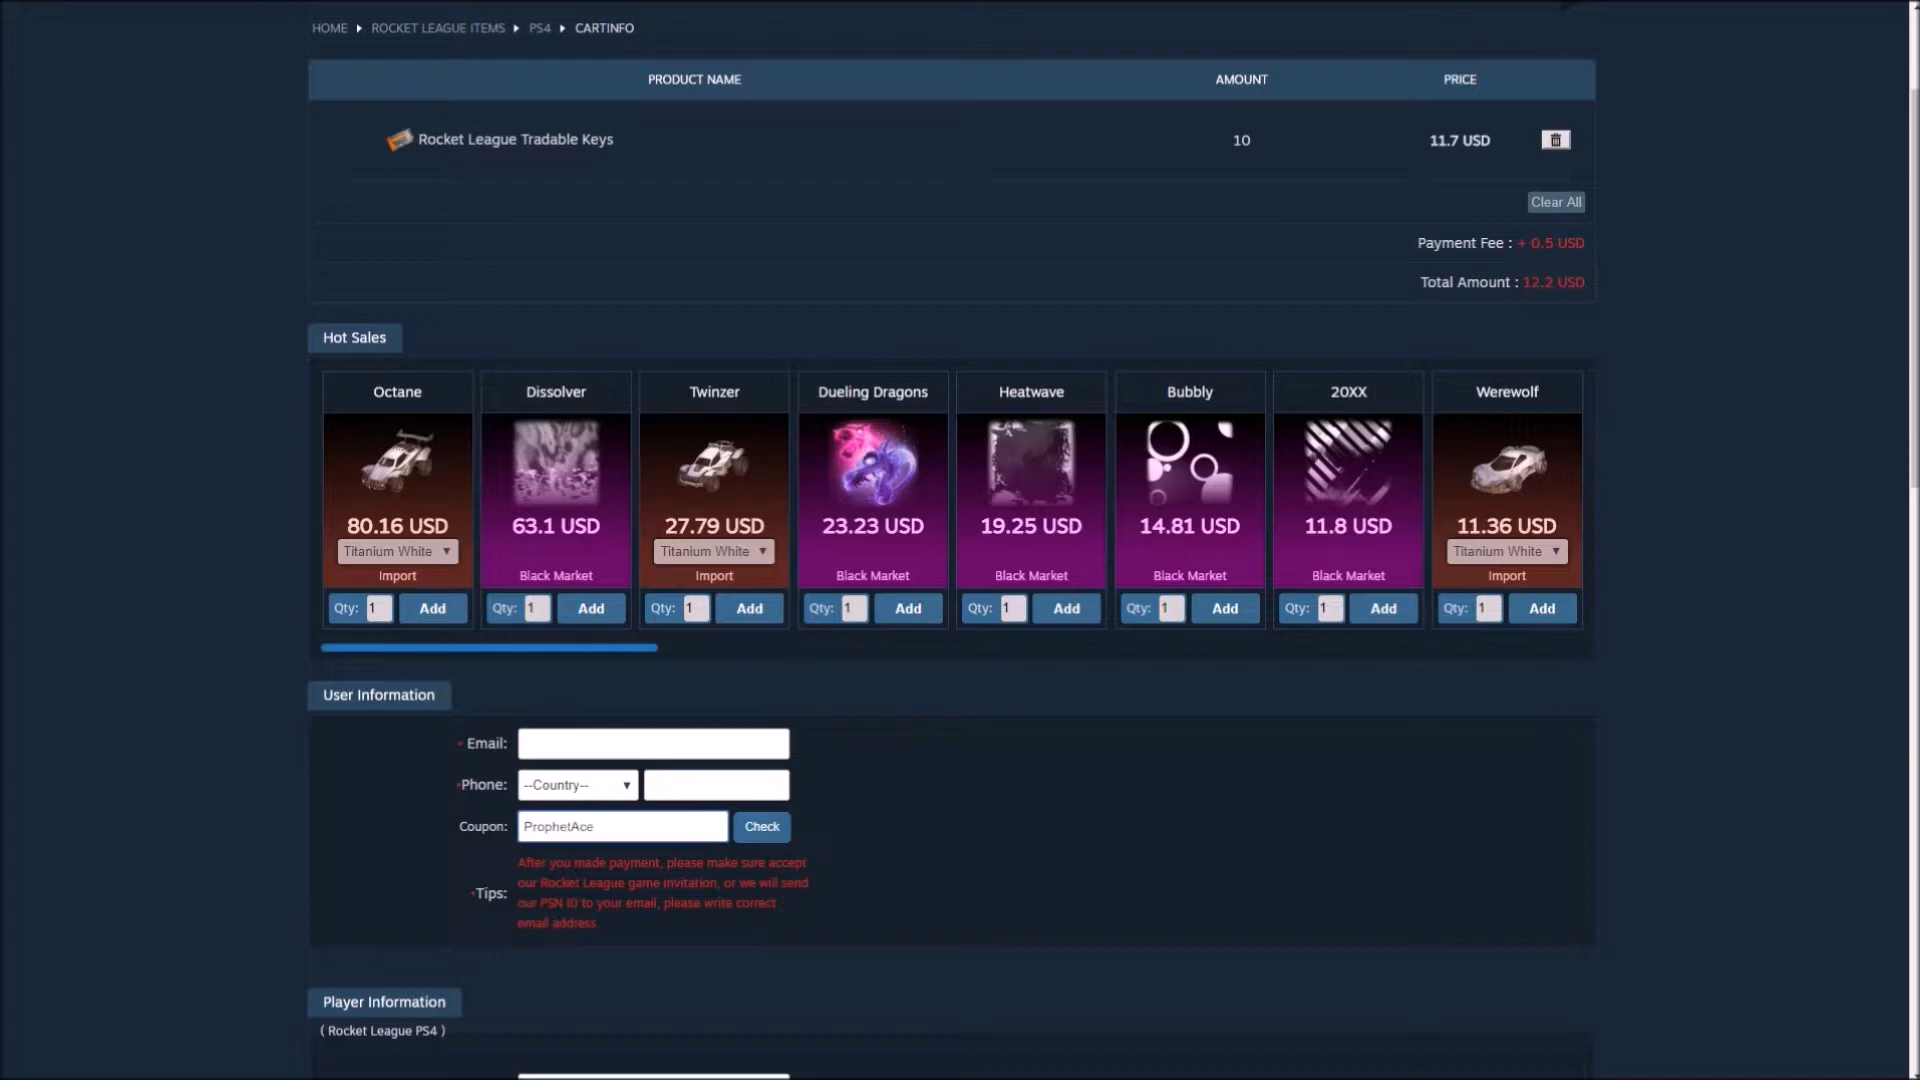 HOME ▸ ROCKET LEAGUE ITEMS ▸ PS4 ▸ CARTINFO
PRODUCT NAME AMOUNT PRICE
Rocket League Tradable Keys 10 11.7 USD
Clear All
Payment Fee : + 0.5 USD
Total Amount : 12.2 USD
Hot Sales
Octane Dissolver Twinzer Dueling Dragons Heatwave Bubbly 20XX Werewolf
80.16 USD 63.1 USD 27.79 USD 23.23 USD 19.25 USD 14.81 USD 11.8 USD 11.36 USD
Titanium White ▼ Titanium White ▼ Titanium White ▼
Import Black Market Import Black Market Black Market Black Market Black Market Import
Qty: 1 Add Qty: 1 Add Qty: 1 Add Qty: 1 Add Qty: 1 Add Qty: 1 Add Qty: 1 Add Qty: 1 Add
User Information
* Email:
*Phone: --Country-- ▼
Coupon: ProphetAce Check
*Tips: After you made payment, please make sure accept
our Rocket League game invitation, or we will send
our PSN ID to your email, please write correct
email address.
Player Information
( Rocket League PS4 )